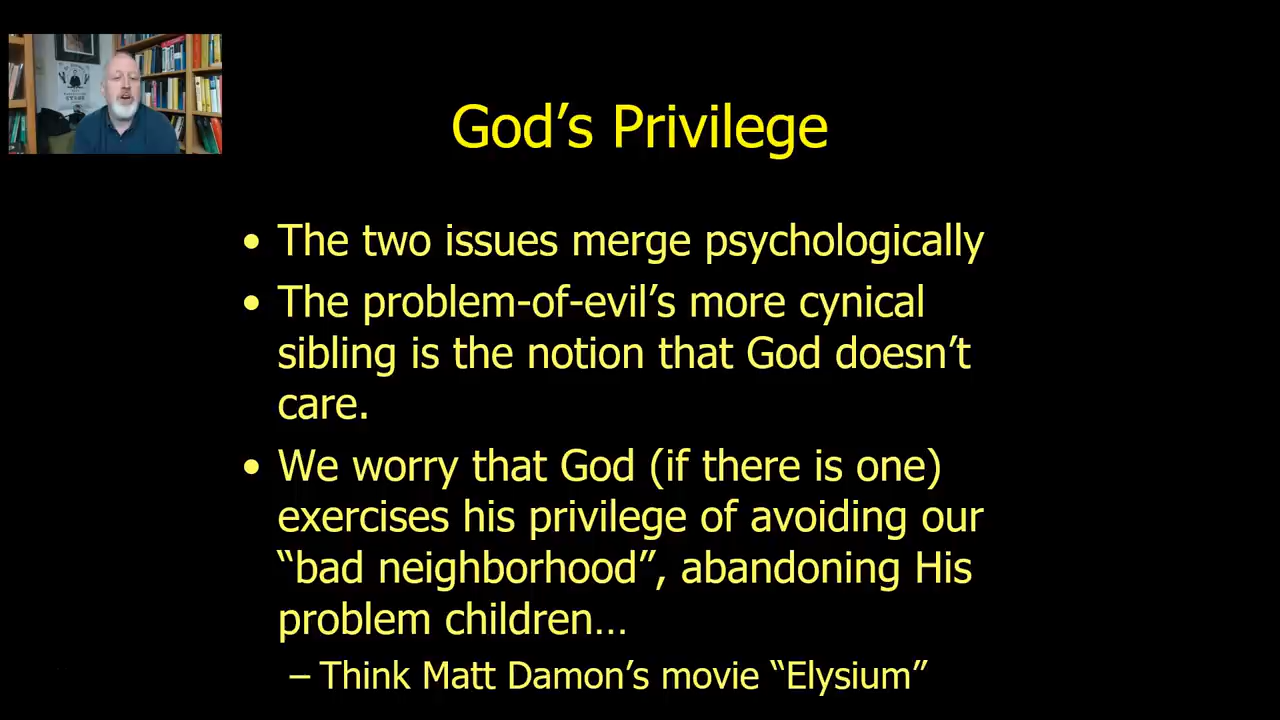 God's Privilege
• The two issues merge psychologically
• The problem-of-evil's more cynical
sibling is the notion that God doesn't
care.
• We worry that God (if there is one)
exercises his privilege of avoiding our
“bad neighborhood”, abandoning His
problem children…
– Think Matt Damon's movie “Elysium”